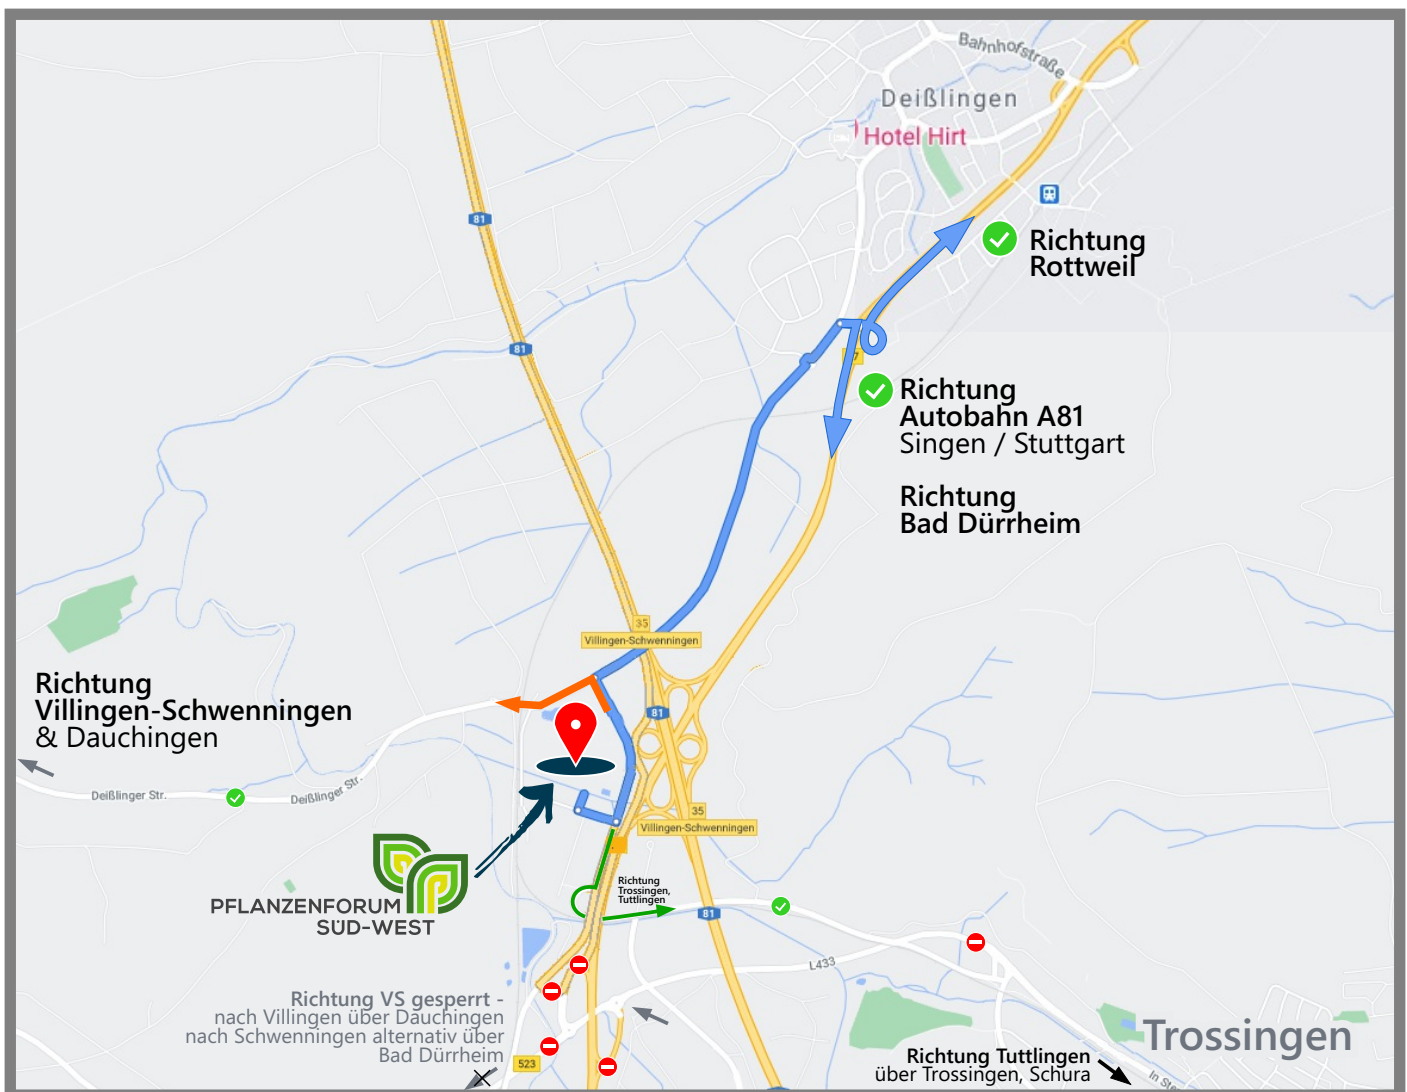 Bahnhofstraße
Deißlingen
Hotel Hirt
81
Richtung
Rottweil
81
Richtung
Autobahn A81
Singen / Stuttgart
Richtung
Bad Dürrheim
35
Villingen-Schwenningen
Richtung
Villingen-Schwenningen
& Dauchingen
81
Deißlinger Str.
Deißlinger Str.
35
Villingen-Schwenningen
PFLANZENFORUM
SÜD-WEST
Richtung
Trossingen,
Tuttlingen
81
L433
Richtung VS gesperrt -
nach Villingen über Dauchingen
nach Schwenningen alternativ über
Bad Dürrheim
523
Trossingen
Richtung Tuttlingen
über Trossingen, Schura